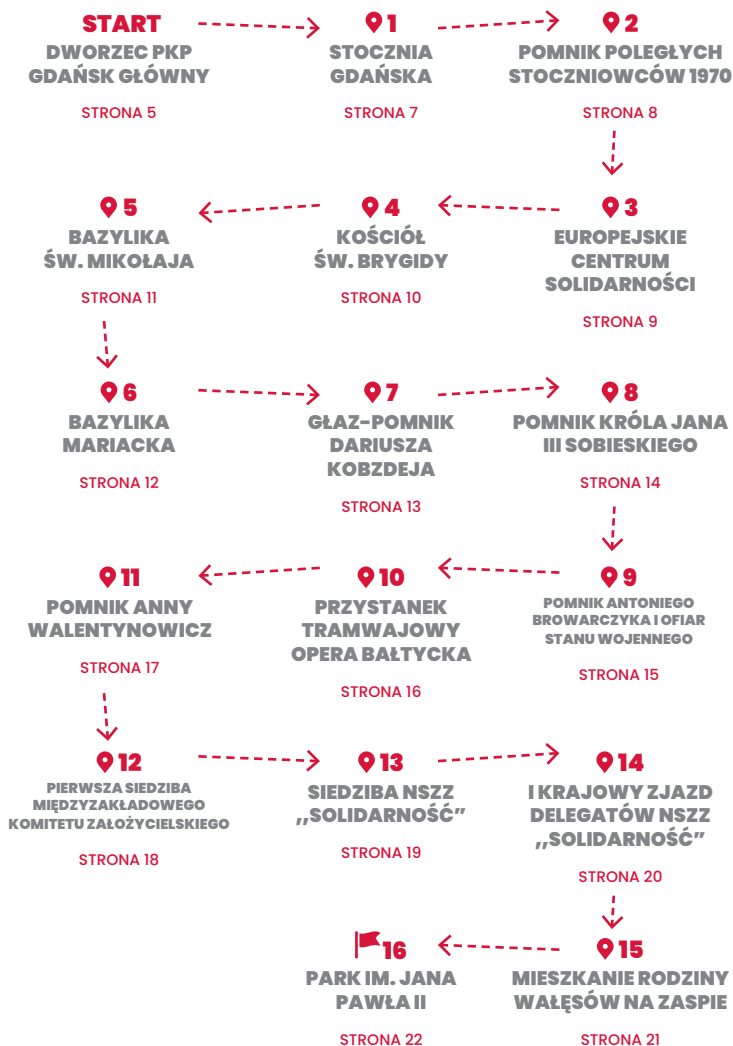 START
DWORZEC PKP
GDAŃSK GŁÓWNY
STRONA 5
1
STOCZNIA
GDAŃSKA
STRONA 7
2
POMNIK POLEGŁYCH
STOCZNIOWCÓW 1970
STRONA 8
3
EUROPEJSKIE
CENTRUM
SOLIDARNOŚCI
STRONA 9
4
KOŚCIÓŁ
ŚW. BRYGIDY
STRONA 10
5
BAZYLIKA
ŚW. MIKOŁAJA
STRONA 11
6
BAZYLIKA
MARIACKA
STRONA 12
7
GŁAZ-POMNIK
DARIUSZA
KOBZDEJA
STRONA 13
8
POMNIK KRÓLA JANA
III SOBIESKIEGO
STRONA 14
9
POMNIK ANTONIEGO
BROWARCZYKA I OFIAR
STANU WOJENNEGO
STRONA 15
10
PRZYSTANEK
TRAMWAJOWY
OPERA BAŁTYCKA
STRONA 16
11
POMNIK ANNY
WALENTYNOWICZ
STRONA 17
12
PIERWSZA SIEDZIBA
MIĘDZYZAKŁADOWEGO
KOMITETU ZAŁOŻYCIELSKIEGO
STRONA 18
13
SIEDZIBA NSZZ
,,SOLIDARNOŚĆ”
STRONA 19
14
I KRAJOWY ZJAZD
DELEGATÓW NSZZ
,,SOLIDARNOŚĆ”
STRONA 20
15
MIESZKANIE RODZINY
WAŁĘSÓW NA ZASPIE
STRONA 21
16
PARK IM. JANA
PAWŁA II
STRONA 22